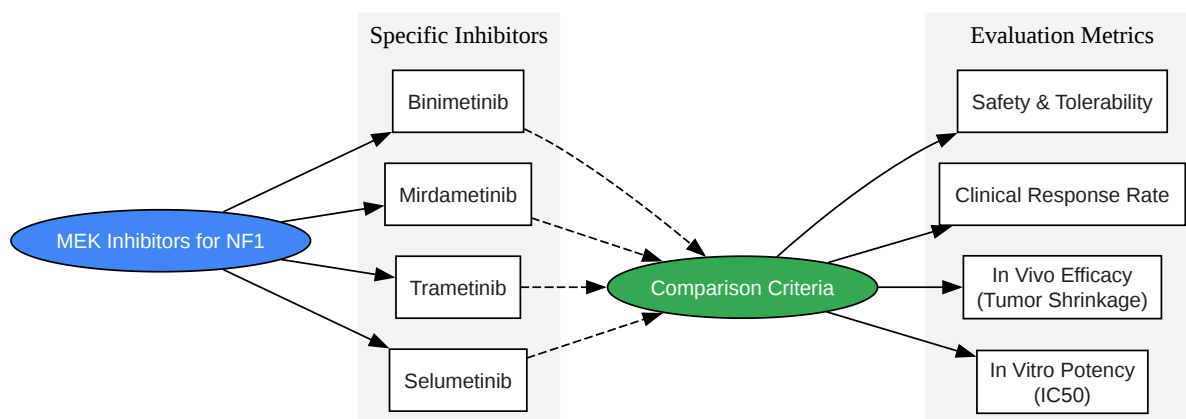 Specific Inhibitors
Evaluation Metrics
MEK Inhibitors for NF1
Binimetinib
Mirdametinib
Trametinib
Selumetinib
Comparison Criteria
Safety & Tolerability
Clinical Response Rate
In Vivo Efficacy
(Tumor Shrinkage)
In Vitro Potency
(IC50)